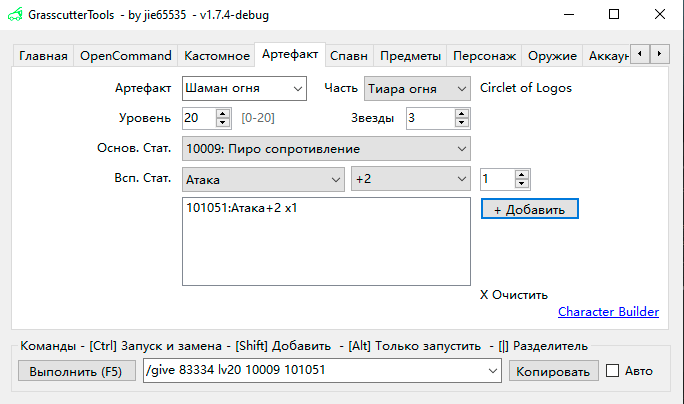 GrasscutterTools - by jie65535 - v1.7.4-debug
Главная OpenCommand Кастомное Артефакт Спавн Предметы Персонаж Оружие Аккаун
Артефакт Шаман огня Часть Тиара огня Circlet of Logos
Уровень 20 [0-20] Звезды 3
Основ. Стат. 10009: Пиро сопротивление
Всп. Стат. Атака +2 1
101051:Атака+2 x1
+ Добавить
X Очистить
Character Builder
Команды - [Ctrl] Запуск и замена - [Shift] Добавить - [Alt] Только запустить - [|] Разделитель
Выполнить (F5) /give 83334 lv20 10009 101051 Копировать Авто